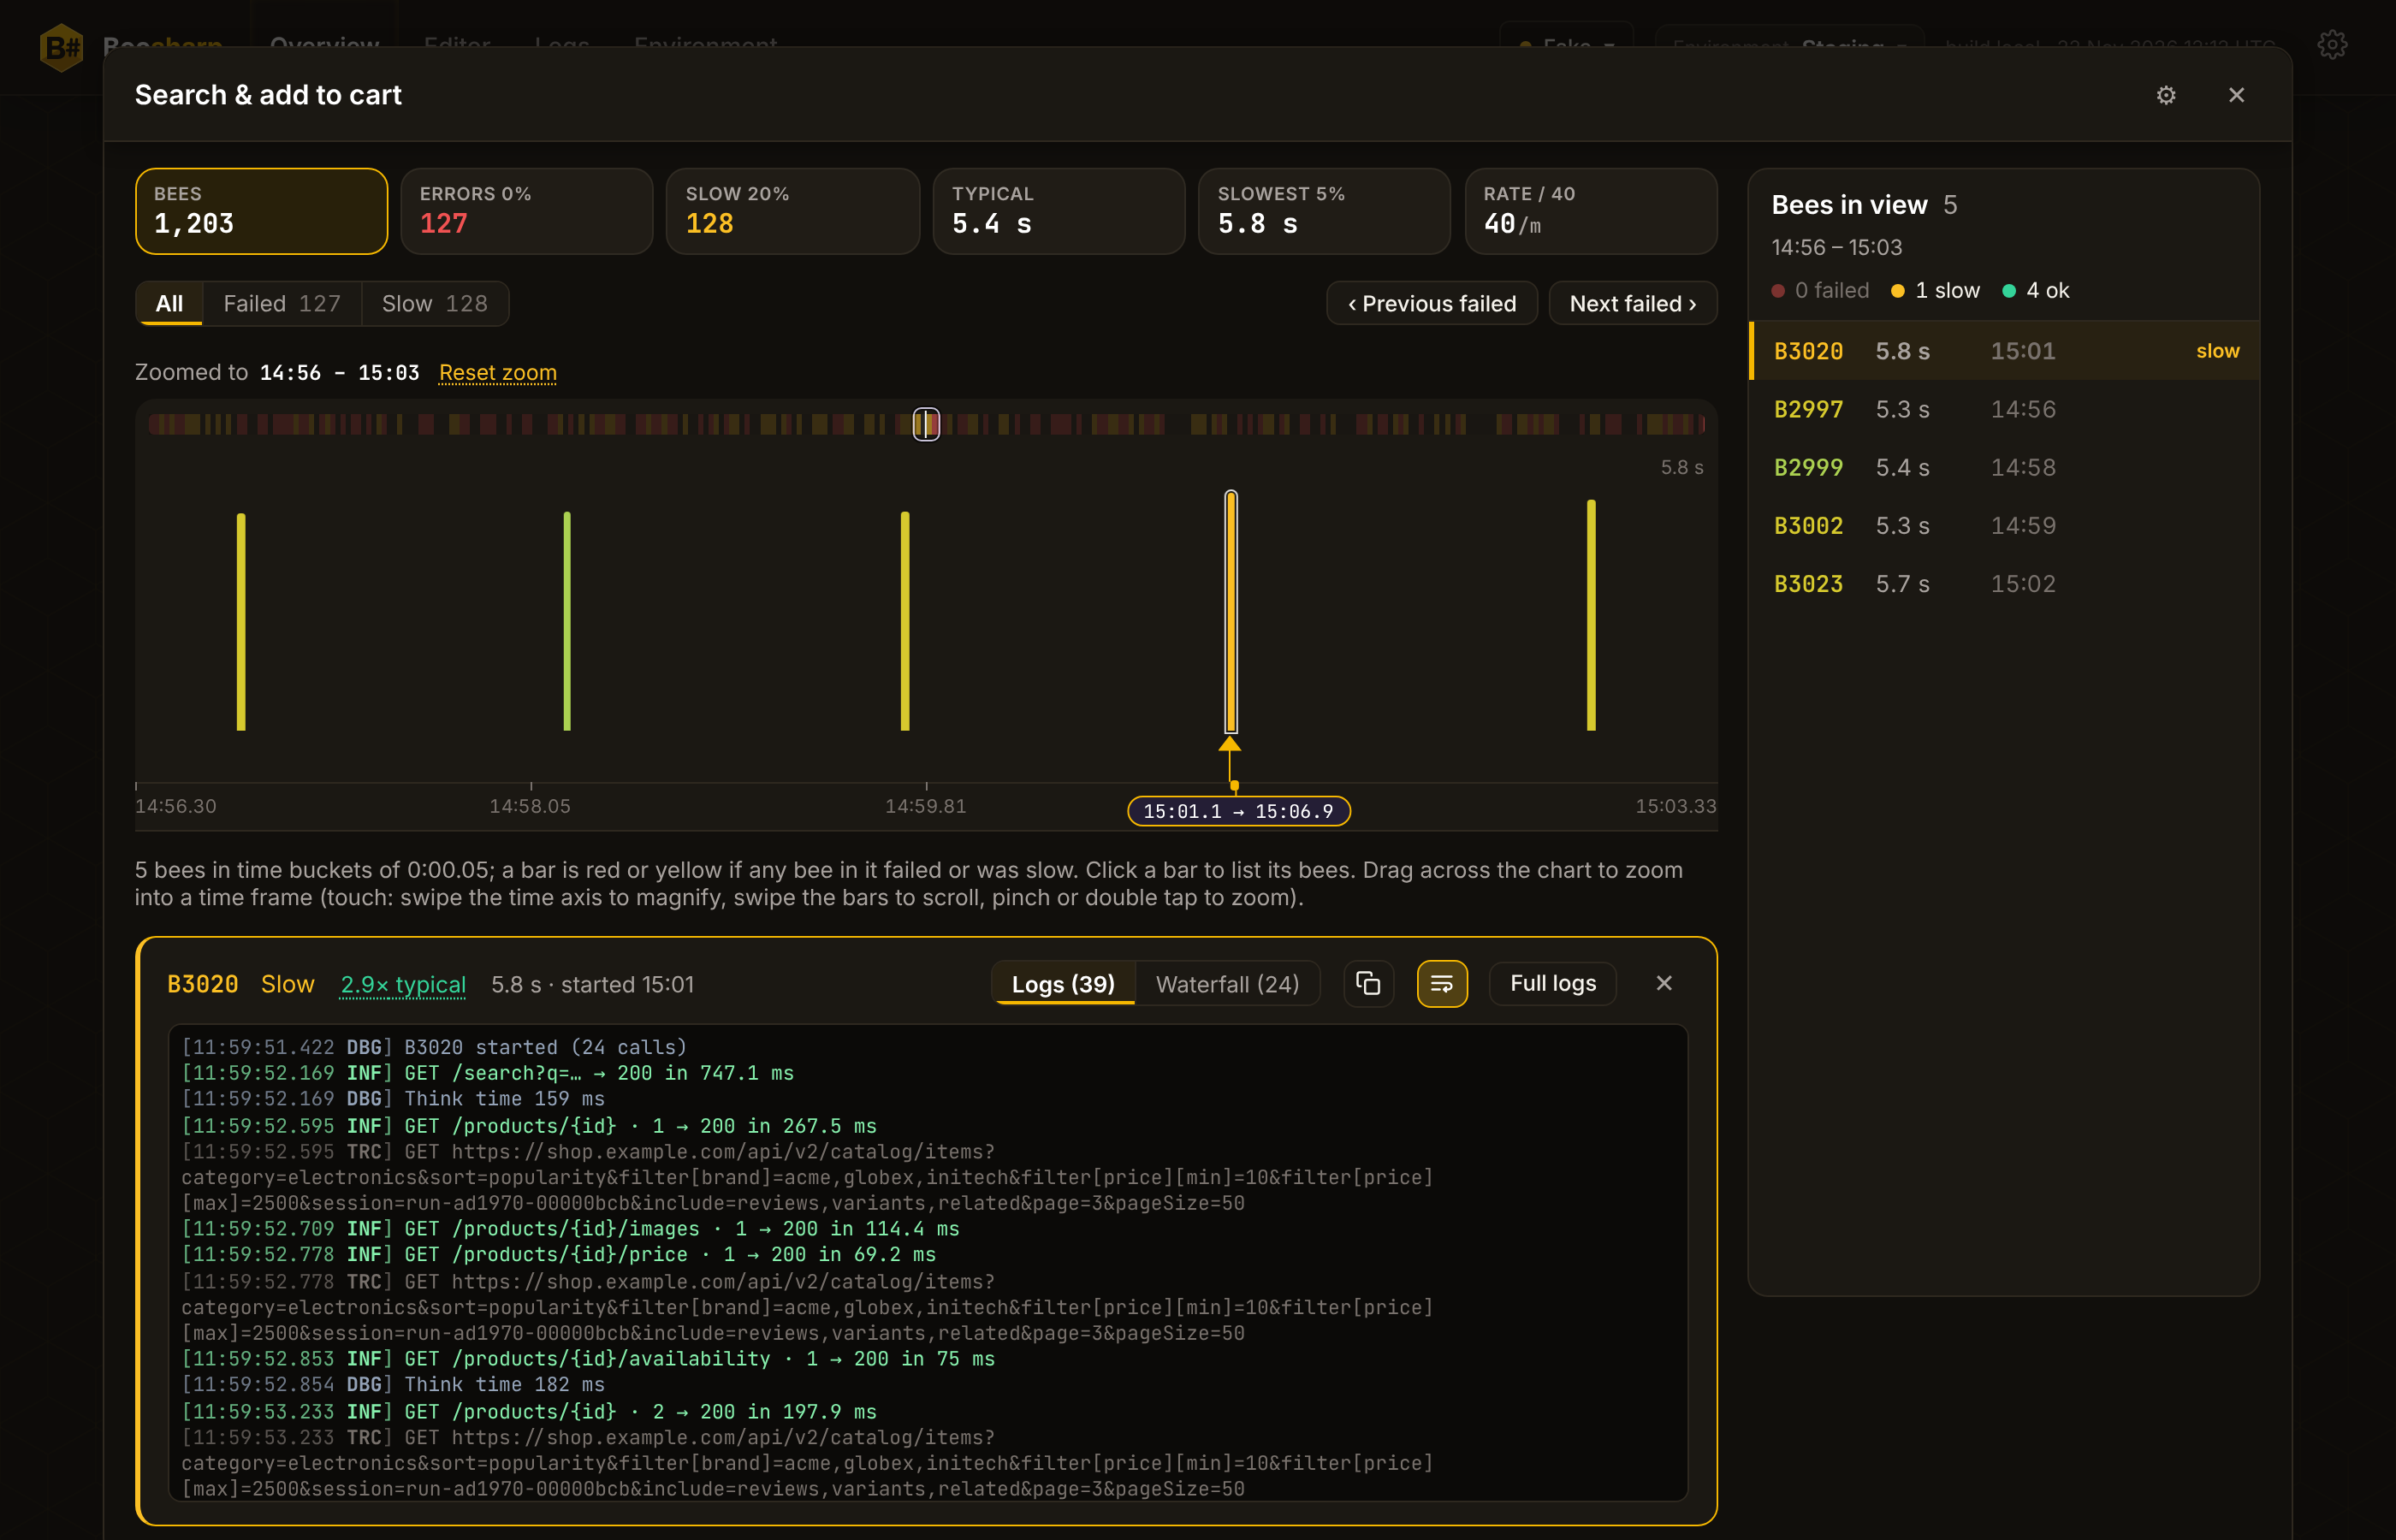 B#
Overview
Search & add to cart
BEES
1,203
ERRORS 0%
127
SLOW 20%
128
TYPICAL
5.4 s
SLOWEST 5%
5.8 s
RATE / 40
40/m
All
Failed 127
Slow 128
‹ Previous failed
Next failed ›
Zoomed to 14:56 – 15:03 Reset zoom
5.8 s
14:56.30
14:58.05
14:59.81
15:01.1 → 15:06.9
15:03.33
5 bees in time buckets of 0:00.05; a bar is red or yellow if any bee in it failed or was slow. Click a bar to list its bees. Drag across the chart to zoom
into a time frame (touch: swipe the time axis to magnify, swipe the bars to scroll, pinch or double tap to zoom).
B3020 Slow 2.9× typical 5.8 s · started 15:01
Logs (39)
Waterfall (24)
Full logs
[11:59:51.422 DBG] B3020 started (24 calls)
[11:59:52.169 INF] GET /search?q=… → 200 in 747.1 ms
[11:59:52.169 DBG] Think time 159 ms
[11:59:52.595 INF] GET /products/{id} · 1 → 200 in 267.5 ms
[11:59:52.595 TRC] GET https://shop.example.com/api/v2/catalog/items?
category=electronics&sort=popularity&filter[brand]=acme,globex,initech&filter[price][min]=10&filter[price]
[max]=2500&session=run-ad1970-00000bcb&include=reviews,variants,related&page=3&pageSize=50
[11:59:52.709 INF] GET /products/{id}/images · 1 → 200 in 114.4 ms
[11:59:52.778 INF] GET /products/{id}/price · 1 → 200 in 69.2 ms
[11:59:52.778 TRC] GET https://shop.example.com/api/v2/catalog/items?
category=electronics&sort=popularity&filter[brand]=acme,globex,initech&filter[price][min]=10&filter[price]
[max]=2500&session=run-ad1970-00000bcb&include=reviews,variants,related&page=3&pageSize=50
[11:59:52.853 INF] GET /products/{id}/availability · 1 → 200 in 75 ms
[11:59:52.854 DBG] Think time 182 ms
[11:59:53.233 INF] GET /products/{id} · 2 → 200 in 197.9 ms
[11:59:53.233 TRC] GET https://shop.example.com/api/v2/catalog/items?
category=electronics&sort=popularity&filter[brand]=acme,globex,initech&filter[price][min]=10&filter[price]
[max]=2500&session=run-ad1970-00000bcb&include=reviews,variants,related&page=3&pageSize=50
Bees in view 5
14:56 – 15:03
0 failed 1 slow 4 ok
B3020 5.8 s 15:01 slow
B2997 5.3 s 14:56
B2999 5.4 s 14:58
B3002 5.3 s 14:59
B3023 5.7 s 15:02